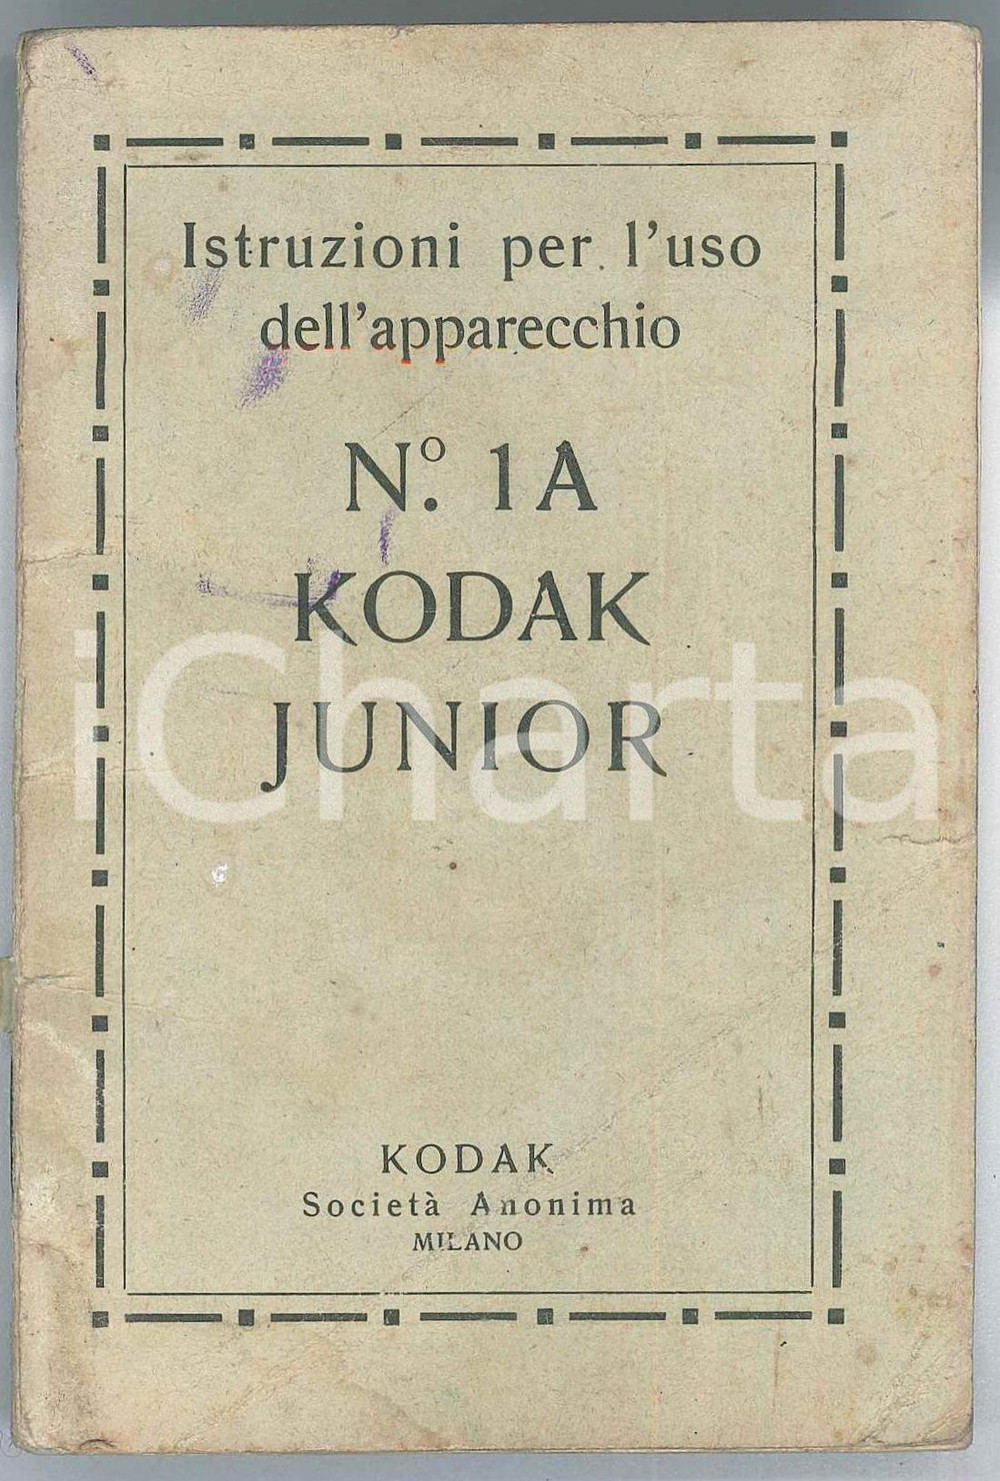 Istruzioni per l'uso
dell'apparecchio
N.º 1A
KODAK
JUNIOR
iCharta
KODAK
Società Anonima
MILANO